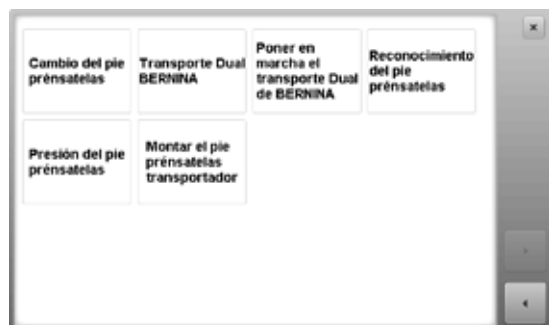 Cambio del pie
prénsatelas
Transporte Dual
BERNINA
Poner en
marcha el
transporte Dual
de BERNINA
Reconocimiento
del pie
prénsatelas
Presión del pie
prénsatelas
Montar el pie
prénsatelas
transportador